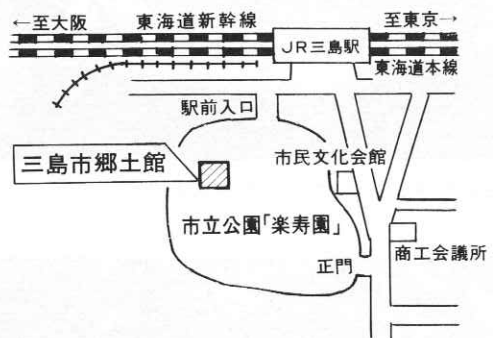 ←至大阪 東海道新幹線 JR三島駅 至東京→
東海道本線
駅前入口
三島市郷土館
市民文化会館
市立公園「楽寿園」
商工会議所
正門